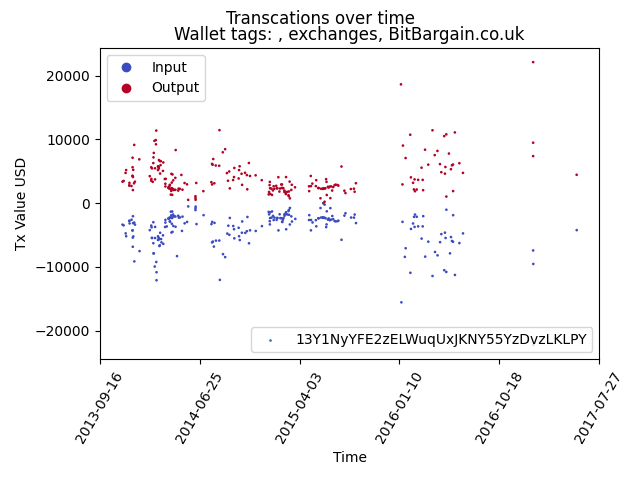 Transcations over time
Wallet tags: , exchanges, BitBargain.co.uk
Input
Output
20000
10000
0
−10000
−20000
Tx Value USD
13Y1NyYFE2zELWuqUxJKNY55YzDvzLKLPY
2013-09-16
2014-06-25
2015-04-03
2016-01-10
2016-10-18
2017-07-27
Time